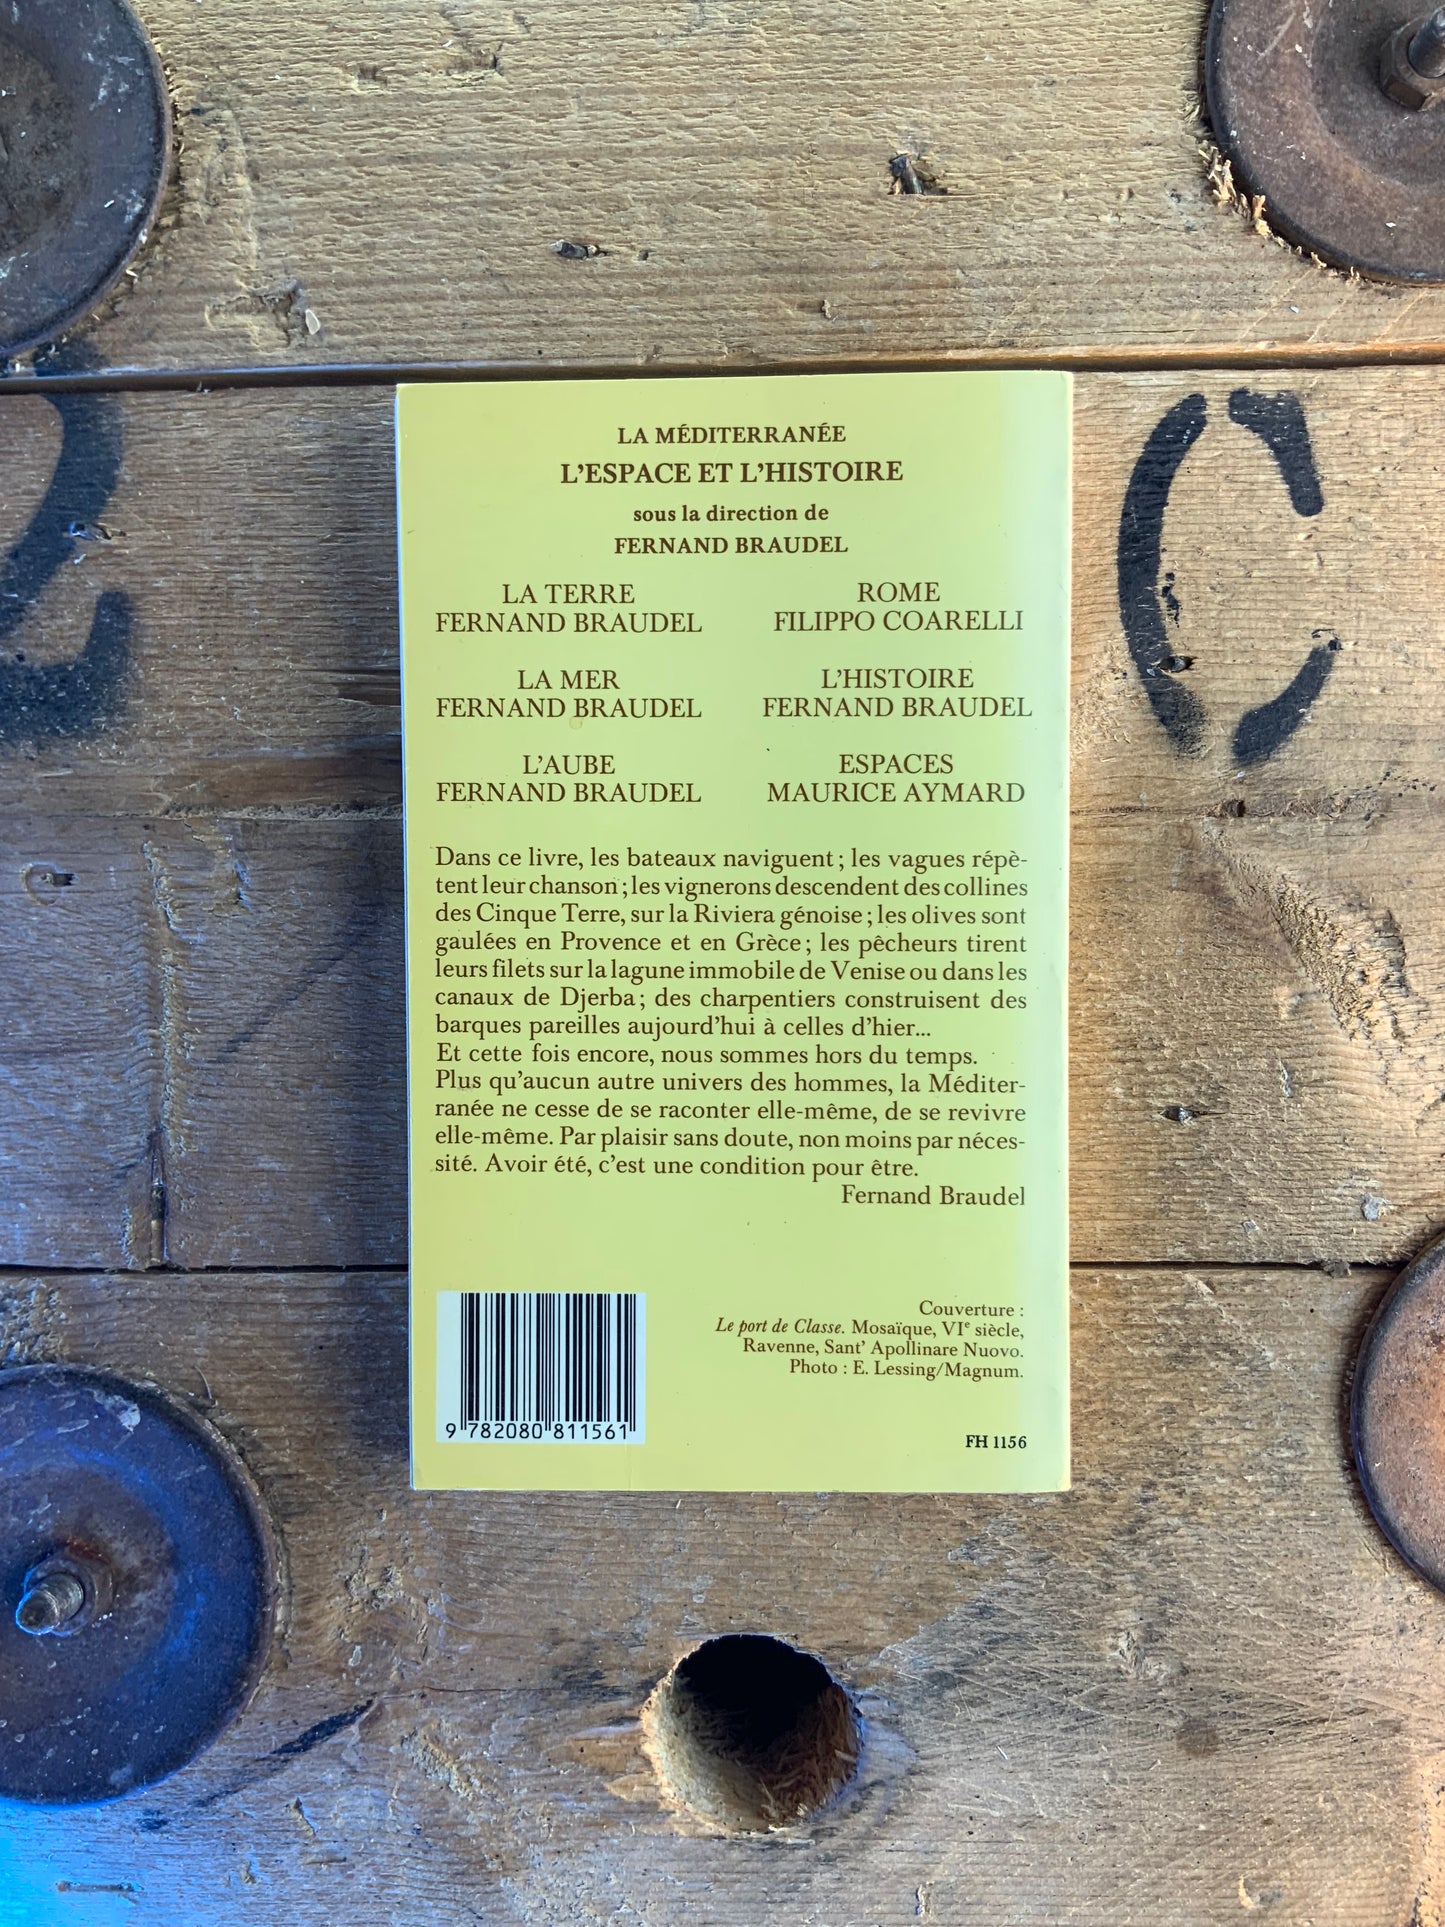 LA MÉDITERRANÉE
L'ESPACE ET L'HISTOIRE
sous la direction de
FERNAND BRAUDEL
LA TERRE
FERNAND BRAUDEL
LA MER
FERNAND BRAUDEL
L'AUBE
FERNAND BRAUDEL
ROME
FILIPPO COARELLI
L'HISTOIRE
FERNAND BRAUDEL
ESPACES
MAURICE AYMARD
Dans ce livre, les bateaux naviguent ; les vagues répè-
tent leur chanson ; les vignerons descendent des collines
des Cinque Terre, sur la Riviera génoise ; les olives sont
gaulées en Provence et en Grèce ; les pêcheurs tirent
leurs filets sur la lagune immobile de Venise ou dans les
canaux de Djerba ; des charpentiers construisent des
barques pareilles aujourd'hui à celles d'hier...
Et cette fois encore, nous sommes hors du temps.
Plus qu'aucun autre univers des hommes, la Méditer-
ranée ne cesse de se raconter elle-même, de se revivre
elle-même. Par plaisir sans doute, non moins par néces-
sité. Avoir été, c'est une condition pour être.
Fernand Braudel
Couverture :
Le port de Classe. Mosaïque, VIe siècle,
Ravenne, Sant' Apollinare Nuovo.
Photo : E. Lessing/Magnum.
9 782080 811561
FH 1156
C